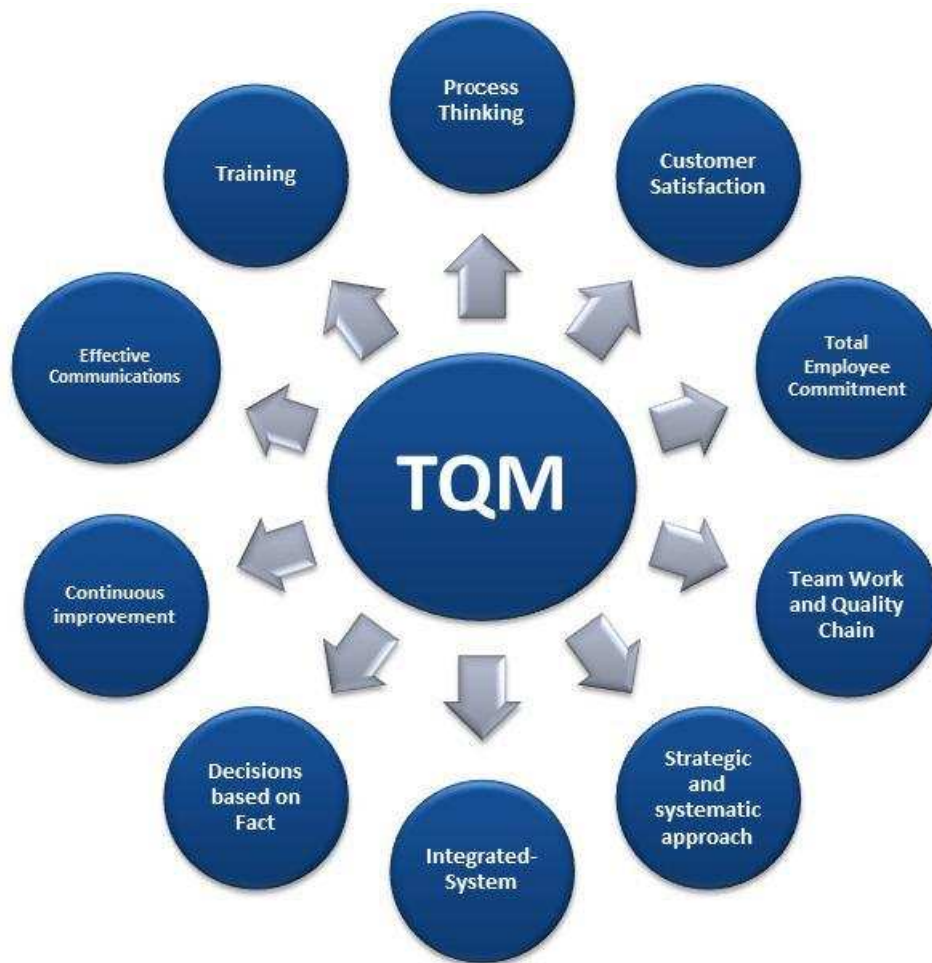 Process
Thinking
Customer
Satisfaction
Total
Employee
Commitment
Team Work
and Quality
Chain
Strategic
and
systematic
approach
Integrated-
System
Decisions
based on
Fact
Continuous
improvement
Effective
Communications
Training
TQM